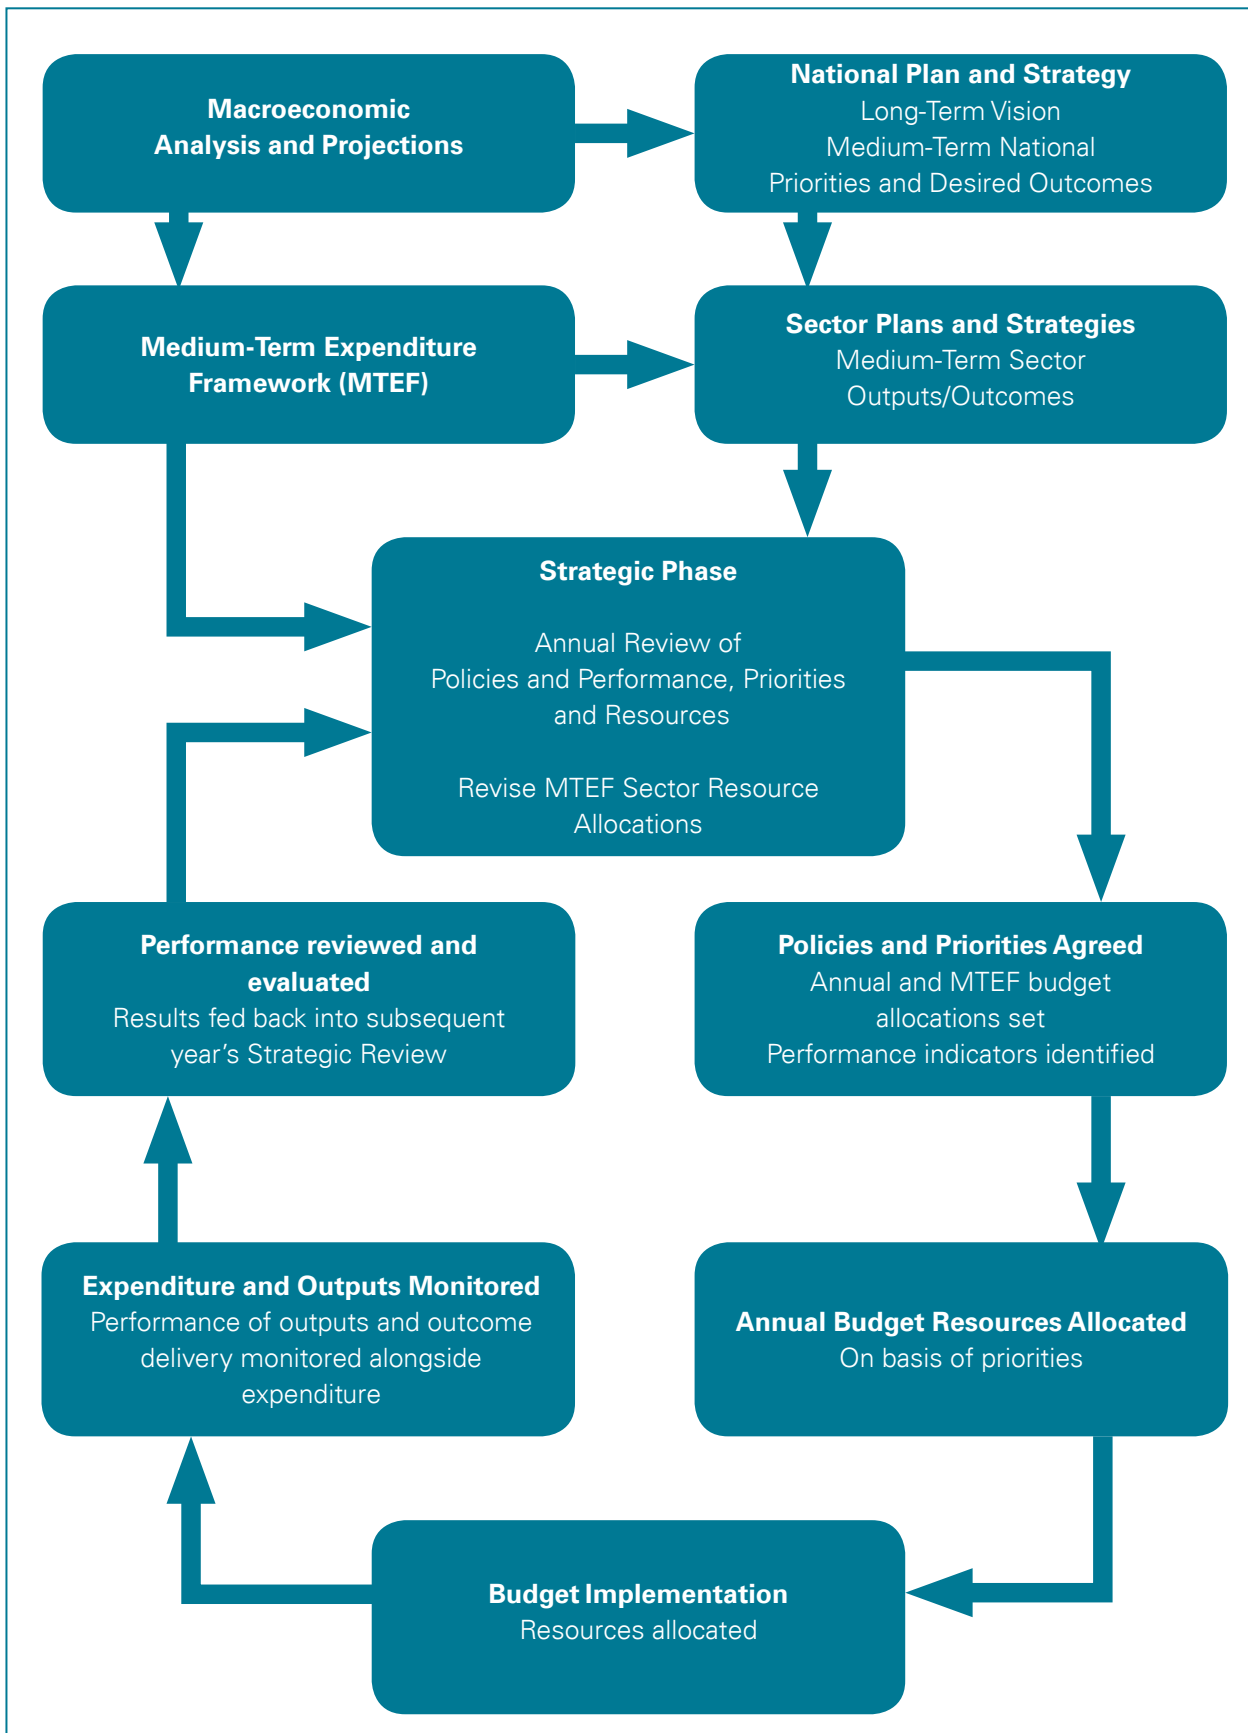 Macroeconomic
Analysis and Projections
National Plan and Strategy
Long-Term Vision
Medium-Term National
Priorities and Desired Outcomes
Medium-Term Expenditure
Framework (MTEF)
Sector Plans and Strategies
Medium-Term Sector
Outputs/Outcomes
Strategic Phase
Annual Review of
Policies and Performance, Priorities
and Resources
Revise MTEF Sector Resource
Allocations
Performance reviewed and
evaluated
Results fed back into subsequent
year's Strategic Review
Policies and Priorities Agreed
Annual and MTEF budget
allocations set
Performance indicators identified
Expenditure and Outputs Monitored
Performance of outputs and outcome
delivery monitored alongside
expenditure
Annual Budget Resources Allocated
On basis of priorities
Budget Implementation
Resources allocated